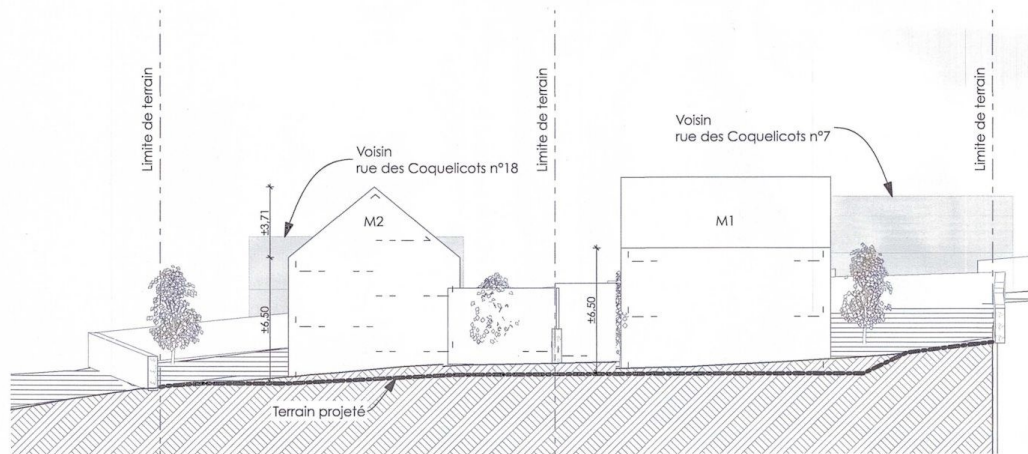 Limite de terrain
Limite de terrain
Limite de terrain
Voisin
rue des Coquelicots n°18
Voisin
rue des Coquelicots n°7
M2
M1
±3,71
±6,50
±6,50
Terrain projeté